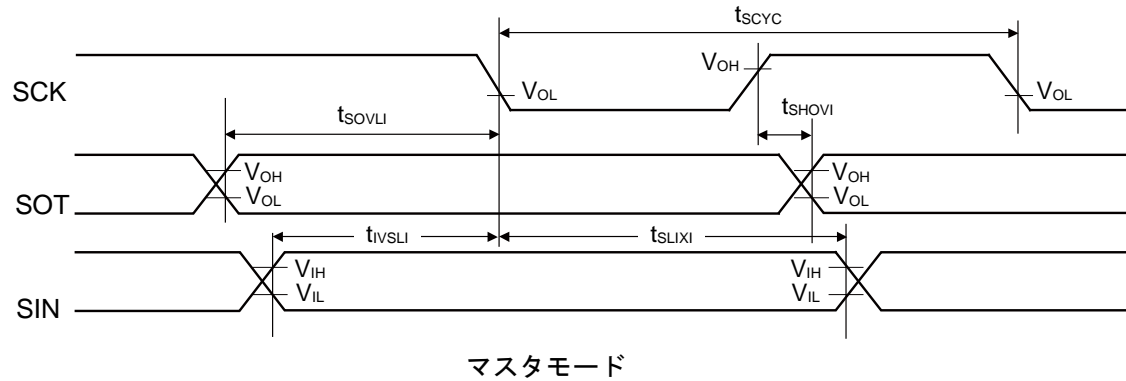 tSCYC
SCK
VOH
VOL
VOL
tSOVLI
tSHOVI
SOT
VOH
VOL
VOH
VOL
tIVSLI
tSLIXI
SIN
VIH
VIL
VIH
VIL
マスタモード